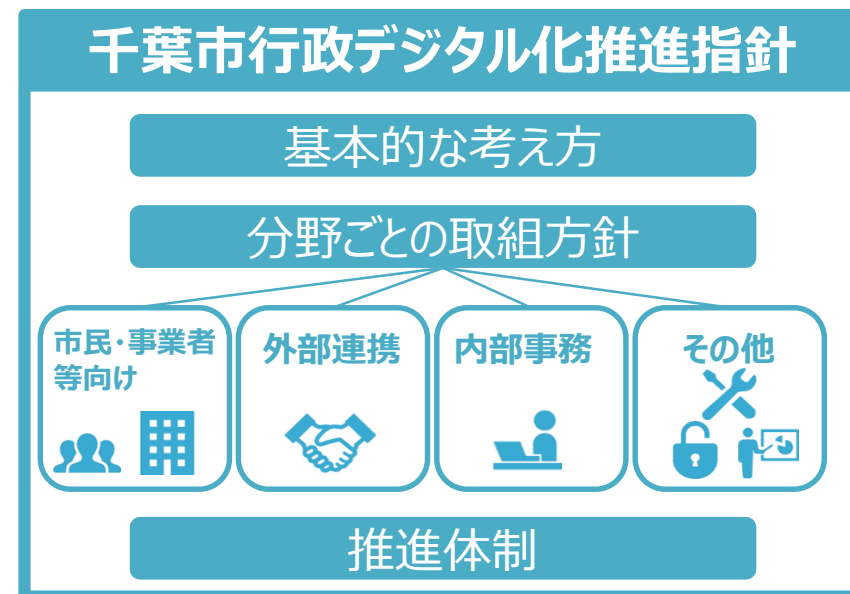 千葉市行政デジタル化推進指針
基本的な考え方
分野ごとの取組方針
市民・事業者
等向け
外部連携
内部事務
その他
推進体制